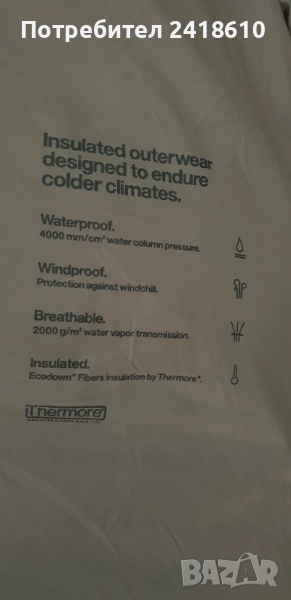 Потребител 2418610
Insulated outerwear
designed to endure
colder climates.
Waterproof.
4000 mm/cm² water column pressure.
Windproof.
Protection against windchill.
Breathable.
2000 g/m² water vapor transmission.
Insulated.
Ecodown® Fibers insulation by Thermore®.
Thermore®
BAZAR